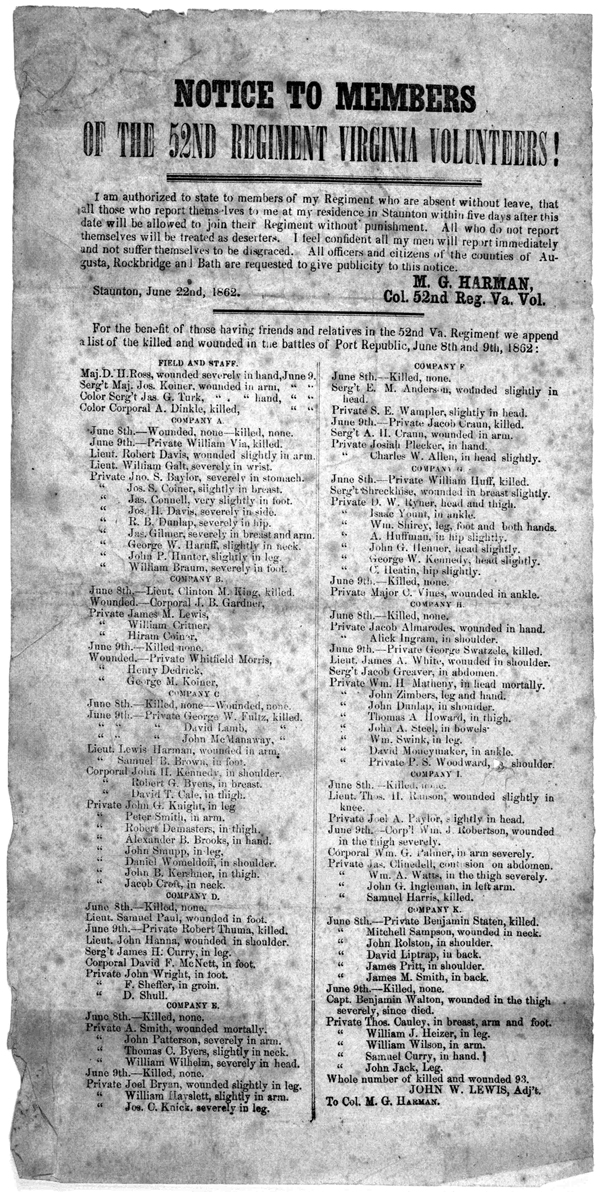 NOTICE TO MEMBERS
OF THE 52ND REGIMENT VIRGINIA VOLUNTEERS!
I am authorized to state to members of my Regiment who are absent without leave, that
all those who report themselves to me at my residence in Staunton within five days after this
date will be allowed to join their Regiment without punishment. All who do not report
themselves will be treated as deserters. I feel confident all my men will report immediately
and not suffer themselves to be disgraced. All officers and citizens of the counties of Au-
gusta, Rockbridge and Bath are requested to give publicity to this notice.
M. G. HARMAN,
Staunton, June 22nd, 1862.
Col. 52nd Reg. Va. Vol.
For the benefit of those having friends and relatives in the 52nd Va. Regiment we append
a list of the killed and wounded in the battles of Port Republic, June 8th and 9th, 1862:
FIELD AND STAFF.
Maj. D. H. Ross, wounded severely in hand, June 9.
Serg't Maj. Jos. Koiner, wounded in arm, " "
Color Serg't Jas. G. Turk, " " hand, " "
Color Corporal A. Dinkle, killed, " "
COMPANY A.
June 8th.—Wounded, none—killed, none.
June 9th.—Private William Via, killed.
Lieut. Robert Davis, wounded slightly in arm.
Lieut. William Galt, severely in wrist.
Private Jno. S. Baylor, severely in stomach.
" Jos. S. Coiner, slightly in breast.
" Jas. Connell, very slightly in foot.
" Jos. H. Davis, severely in side.
" R. B. Dunlap, severely in hip.
" Jas. Gilmer, severely in breast and arm.
" George W. Haruff, slightly in neck.
" John P. Hunter, slightly in leg.
" William Braum, severely in foot.
COMPANY B.
June 8th.—Lieut. Clinton M. King, killed.
Wounded.—Corporal J. B. Gardner,
Private James M. Lewis,
" William Critner,
" Hiram Coiner,
June 9th.—Killed none.
Wounded.—Private Whitfield Morris,
" Henry Dedrick,
" George M. Koiner,
COMPANY C
June 8th.—Killed, none—Wounded, none.
June 9th.—Private George W. Fultz, killed.
" " " David Lamb, "
" " " John McManaway, "
Lieut. Lewis Harman, wounded in arm.
" Samuel B. Brown, in foot.
Corporal John H. Kennedy, in shoulder.
" Robert G. Byens, in breast.
" David T. Cale, in thigh.
Private John G. Knight, in leg
" Peter Smith, in arm,
" Robert Demasters, in thigh.
" Alexander B. Brooks, in hand.
" John Snaupp, in leg,
" Daniel Womeldoff, in shoulder.
" John B. Kershner, in thigh.
" Jacob Croft, in neck.
COMPANY D.
June 8th.—Killed, none.
Lieut. Samuel Paul, wounded in foot.
June 9th.—Private Robert Thuma, killed.
Lieut. John Hanna, wounded in shoulder.
Serg't James H. Curry, in leg.
Corporal David F. McNett, in foot.
Private John Wright, in foot.
" F. Sheffer, in groin.
" D. Shull.
COMPANY E.
June 8th.—Killed, none.
Private A. Smith, wounded mortally.
" John Patterson, severely in arm.
" Thomas C. Byers, slightly in neck.
" William Wilhelm, severely in head.
June 9th.—Killed, none.
Private Joel Bryan, wounded slightly in leg.
" William Hayslett, slightly in arm.
" Jos. C. Knick, severely in leg.
COMPANY F
June 8th.—Killed, none.
Serg't E. M. Anderson, wounded slightly in
head.
Private S. E. Wampler, slightly in head.
June 9th.—Private Jacob Craun, killed.
Serg't A. H. Craun, wounded in arm.
Private Josiah Plecker, in hand.
" Charles W. Allen, in head slightly.
COMPANY G
June 8th.—Private William Huff, killed.
Serg't Shreckhise, wounded in breast slightly.
Private D. W. Ryner, head and thigh.
" Isaac Yount, in ankle.
" Wm. Shirey, leg, foot and both hands.
" A. Huffman, in hip slightly.
" John G. Henner, head slightly.
" George W. Kennedy, head slightly.
" C. Heatin, hip slightly.
June 9th.—Killed, none.
Private Major C. Vines, wounded in ankle.
COMPANY H.
June 8th.—Killed, none.
Private Jacob Almarodes, wounded in hand.
" Alick Ingram, in shoulder.
June 9th.—Private George Swatzele, killed.
Lieut. James A. White, wounded in shoulder.
Serg't Jacob Greaver, in abdomen.
Private Wm. H. Matheny, in head mortally.
" John Zimbers, leg and hand.
" John Dunlap, in shoulder.
" Thomas A Howard, in thigh.
" John A. Steel, in bowels
" Wm. Swink, in leg.
" David Moneymaker, in ankle.
" Private P. S. Woodward, shoulder.
COMPANY I.
June 8th.—Killed, none.
Lieut. Thos. H. Ranson, wounded slightly in
knee.
Private Joel A. Paylor, slightly in head.
June 9th.—Corp'l Wm. J. Robertson, wounded
in the thigh severely.
Corporal Wm. G. Palmer, in arm severely.
Private Jas. Clinedell, contusion on abdomen.
" Wm. A. Watts, in the thigh severely.
" John G. Ingleman, in left arm.
" Samuel Harris, killed.
COMPANY K.
June 8th.—Private Benjamin Staten, killed.
" Mitchell Sampson, wounded in neck.
" John Rolston, in shoulder.
" David Liptrap, in back.
" James Pritt, in shoulder.
" James M. Smith, in back.
June 9th.—Killed, none.
Capt. Benjamin Walton, wounded in the thigh
severely, since died.
Private Thos. Cauley, in breast, arm and foot.
" William J. Heizer, in leg.
" William Wilson, in arm.
" Samuel Curry, in hand.
" John Jack, Leg.
Whole number of killed and wounded 93.
JOHN W. LEWIS, Adj't.
To Col. M. G. HARMAN.